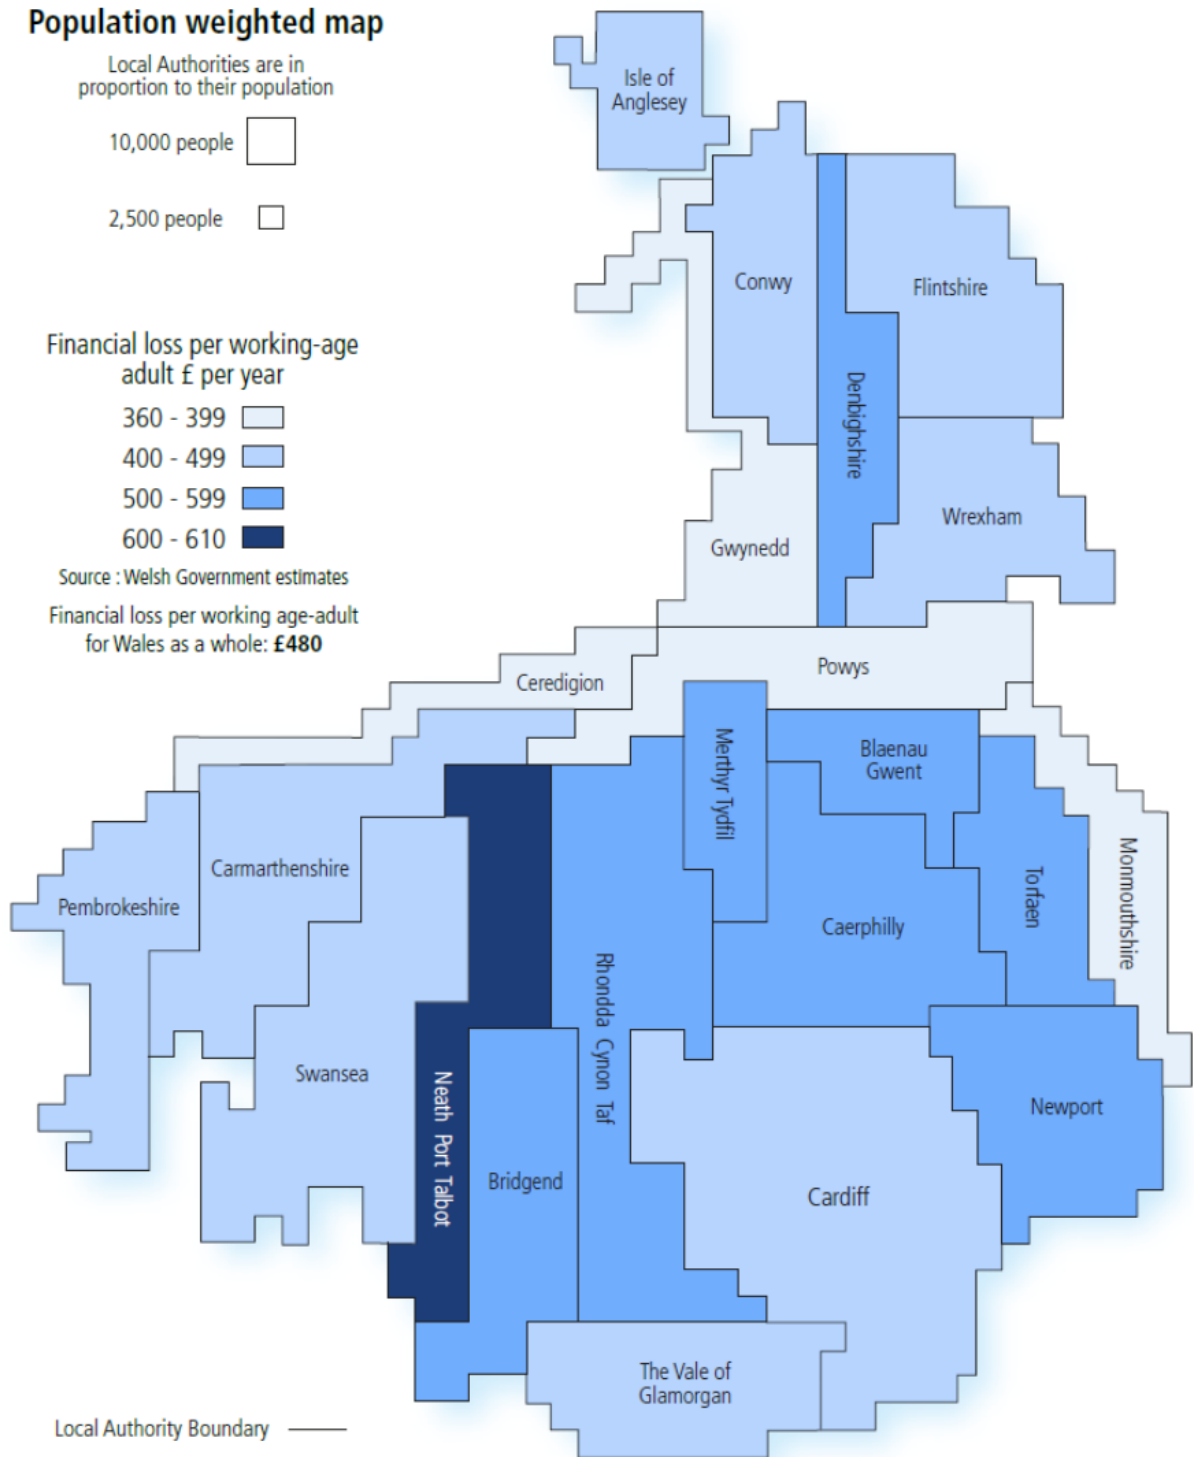 Population weighted map
Local Authorities are in
proportion to their population
10,000 people
2,500 people
Financial loss per working-age
adult £ per year
360 - 399
400 - 499
500 - 599
600 - 610
Source : Welsh Government estimates
Financial loss per working age-adult
for Wales as a whole: £480
Isle of
Anglesey
Conwy
Flintshire
Denbighshire
Wrexham
Gwynedd
Powys
Ceredigion
Merthyr Tydfil
Blaenau
Gwent
Carmarthenshire
Pembrokeshire
Caerphilly
Torfaen
Monmouthshire
Rhondda Cynon Taf
Swansea
Neath Port Talbot
Newport
Bridgend
Cardiff
The Vale of
Glamorgan
Local Authority Boundary